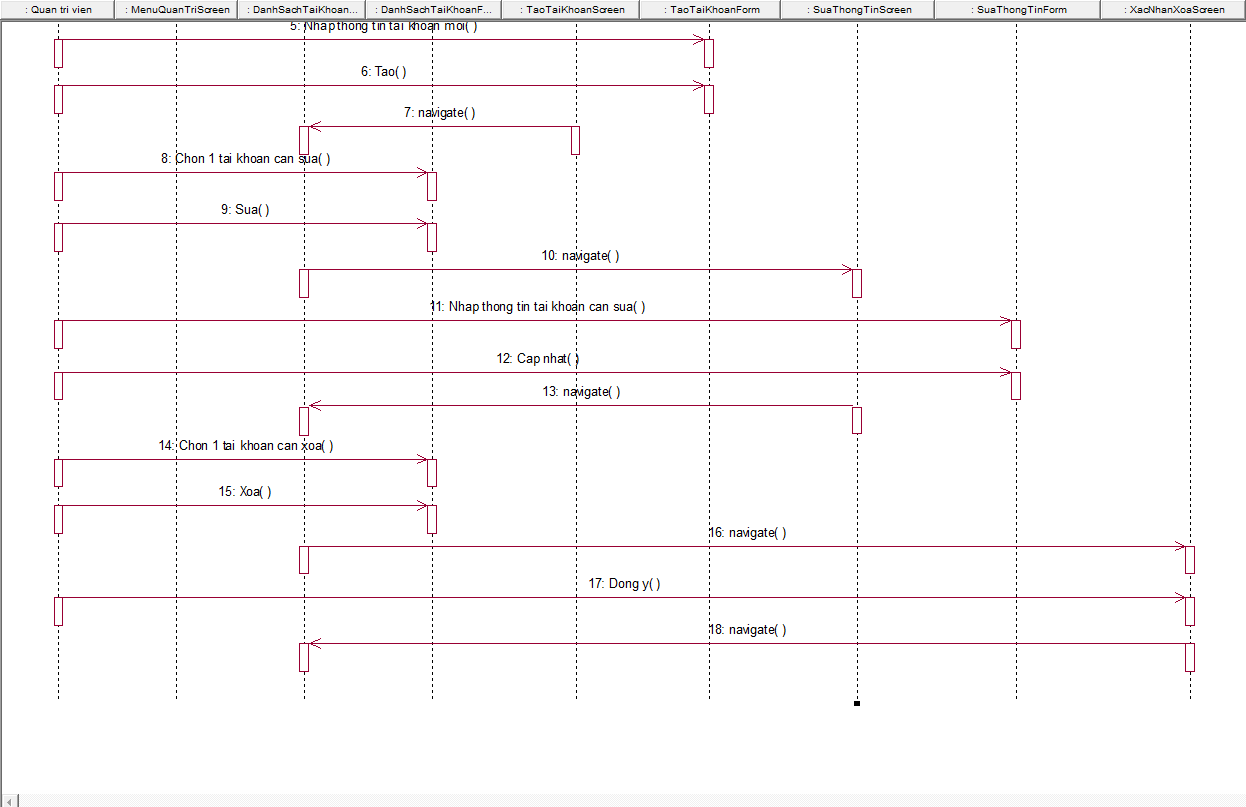 : Quan tri vien
: MenuQuanTriScreen
: DanhSachTaiKhoan...
: DanhSachTaiKhoanF...
: TaoTaiKhoanScreen
: TaoTaiKhoanForm
: SuaThongTinScreen
: SuaThongTinForm
: XacNhanXoaScreen
5: Nhap thong tin tai khoan moi( )
6: Tao( )
7: navigate( )
8: Chon 1 tai khoan can sua( )
9: Sua( )
10: navigate( )
11: Nhap thong tin tai khoan can sua( )
12: Cap nhat( )
13: navigate( )
14: Chon 1 tai khoan can xoa( )
15: Xoa( )
16: navigate( )
17: Dong y( )
18: navigate( )